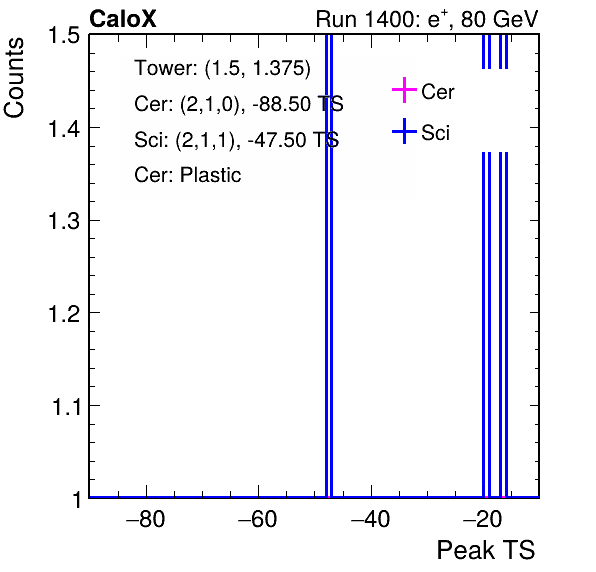 CaloX Run 1400: e⁺, 80 GeV
Counts
1.5
1.4
1.3
1.2
1.1
1
Tower: (1.5, 1.375)
Cer: (2,1,0), -88.50 TS
Sci: (2,1,1), -47.50 TS
Cer: Plastic
Cer
Sci
−80 −60 −40 −20
Peak TS